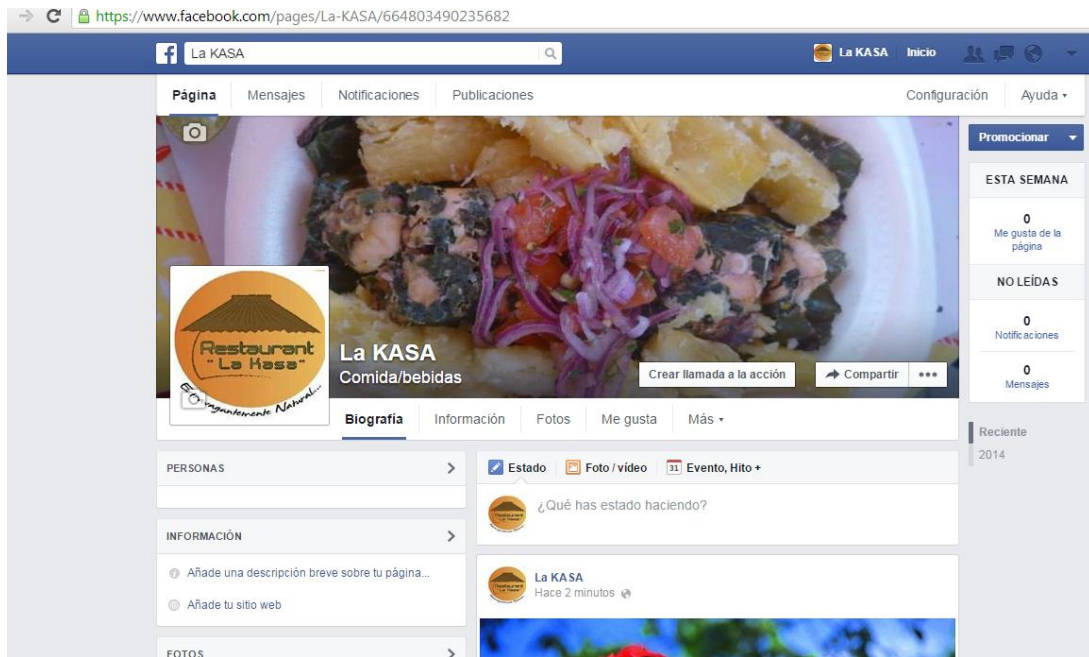 https://www.facebook.com/pages/La-KASA/664803490235682
La KASA
La KASA Inicio
Página Mensajes Notificaciones Publicaciones Configuración Ayuda
Promocionar
ESTA SEMANA
0
Me gusta de la
página
NO LEÍDAS
0
Notificaciones
0
Mensajes
Reciente
2014
Restaurant
"La Kasa"
La KASA
Comida/bebidas
Crear llamada a la acción Compartir
Biografía Información Fotos Me gusta Más
PERSONAS
INFORMACIÓN
Añade una descripción breve sobre tu página...
Añade tu sitio web
FOTOS
Estado Foto / vídeo 31 Evento, Hito +
¿Qué has estado haciendo?
La KASA
Hace 2 minutos